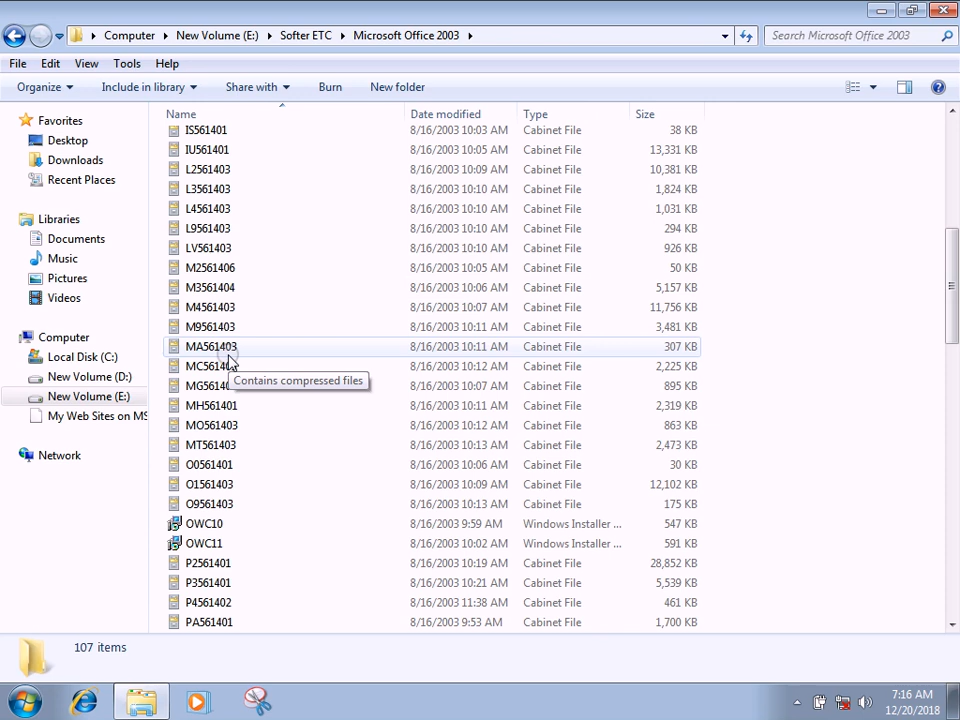 Computer New Volume (E:) Softer ETC Microsoft Office 2003
Search Microsoft Office 2003
File Edit View Tools Help
Organize Include in library Share with Burn New folder
Favorites
Desktop
Downloads
Recent Places
Libraries
Documents
Music
Pictures
Videos
Computer
Local Disk (C:)
New Volume (D:)
New Volume (E:)
My Web Sites on MS
Network
Name Date modified Type Size
IS561401 8/16/2003 10:03 AM Cabinet File 38 KB
IU561401 8/16/2003 10:05 AM Cabinet File 13,331 KB
L2561403 8/16/2003 10:09 AM Cabinet File 10,381 KB
L3561403 8/16/2003 10:10 AM Cabinet File 1,824 KB
L4561403 8/16/2003 10:10 AM Cabinet File 1,031 KB
L9561403 8/16/2003 10:10 AM Cabinet File 294 KB
LV561403 8/16/2003 10:10 AM Cabinet File 926 KB
M2561406 8/16/2003 10:05 AM Cabinet File 50 KB
M3561404 8/16/2003 10:06 AM Cabinet File 5,157 KB
M4561403 8/16/2003 10:07 AM Cabinet File 11,756 KB
M9561403 8/16/2003 10:11 AM Cabinet File 3,481 KB
MA561403 8/16/2003 10:11 AM Cabinet File 307 KB
8/16/2003 10:12 AM Cabinet File 2,225 KB
Contains compressed files
8/16/2003 10:07 AM Cabinet File 895 KB
MH561401 8/16/2003 10:11 AM Cabinet File 2,319 KB
MO561403 8/16/2003 10:12 AM Cabinet File 863 KB
MT561403 8/16/2003 10:13 AM Cabinet File 2,473 KB
O0561401 8/16/2003 10:06 AM Cabinet File 30 KB
O1561403 8/16/2003 10:09 AM Cabinet File 12,102 KB
O9561403 8/16/2003 10:13 AM Cabinet File 175 KB
OWC10 8/16/2003 9:59 AM Windows Installer ... 547 KB
OWC11 8/16/2003 10:02 AM Windows Installer ... 591 KB
P2561401 8/16/2003 10:19 AM Cabinet File 28,852 KB
P3561401 8/16/2003 10:21 AM Cabinet File 5,539 KB
P4561402 8/16/2003 11:38 AM Cabinet File 461 KB
PA561401 8/16/2003 9:53 AM Cabinet File 1,700 KB
107 items
7:16 AM
12/20/2018